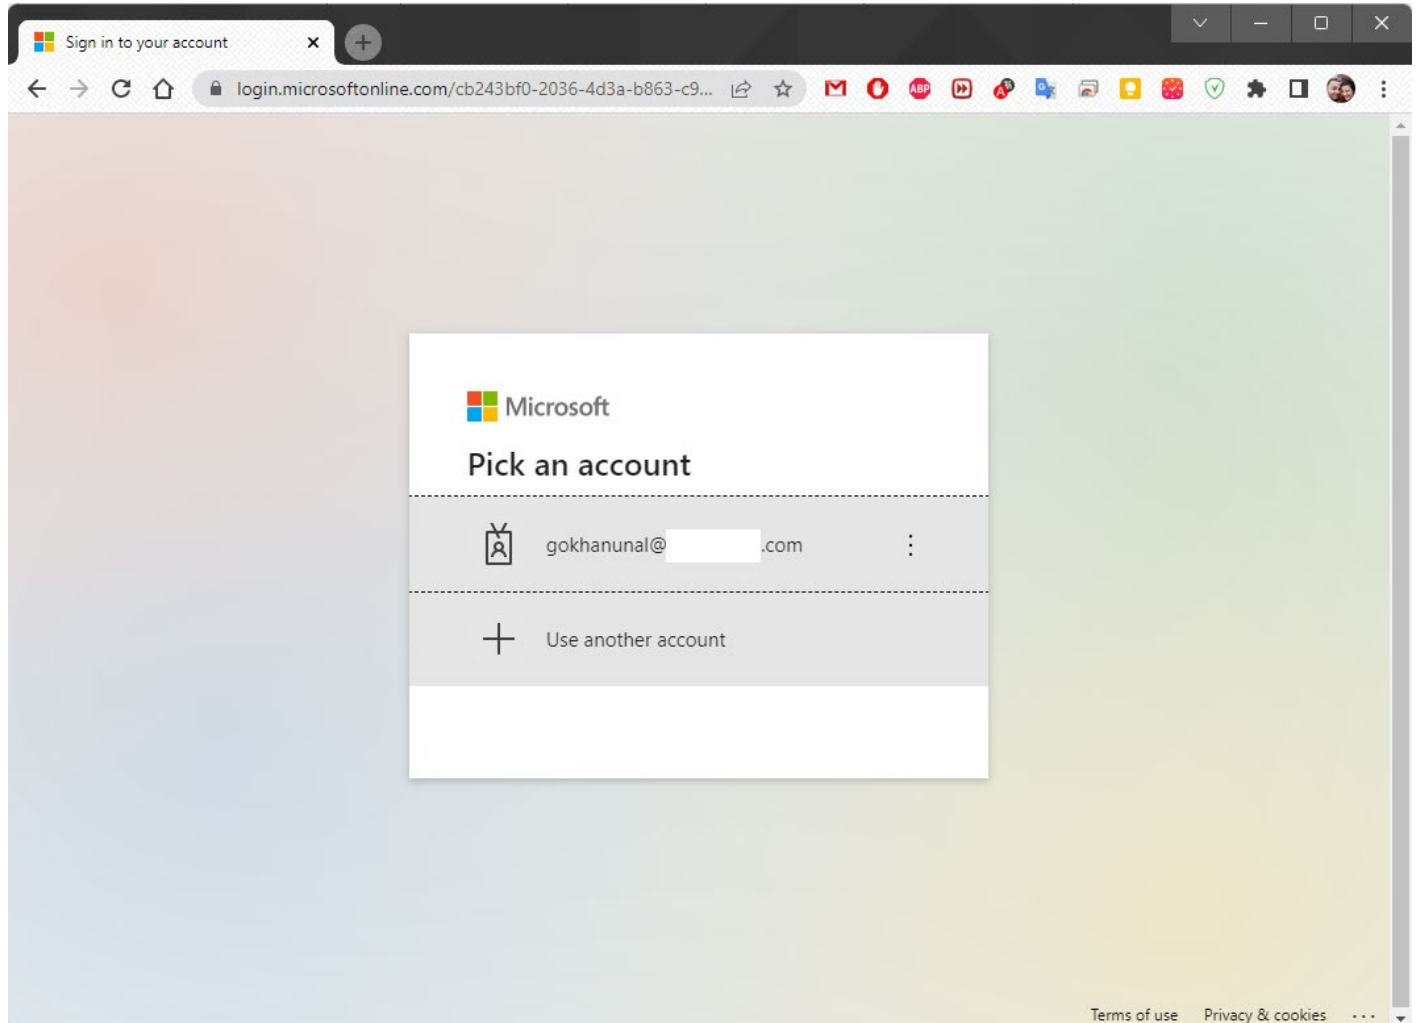 Sign in to your account
login.microsoftonline.com/cb243bf0-2036-4d3a-b863-c9...
ABP
Microsoft
Pick an account
gokhanunal@ .com
Use another account
Terms of use Privacy & cookies ...